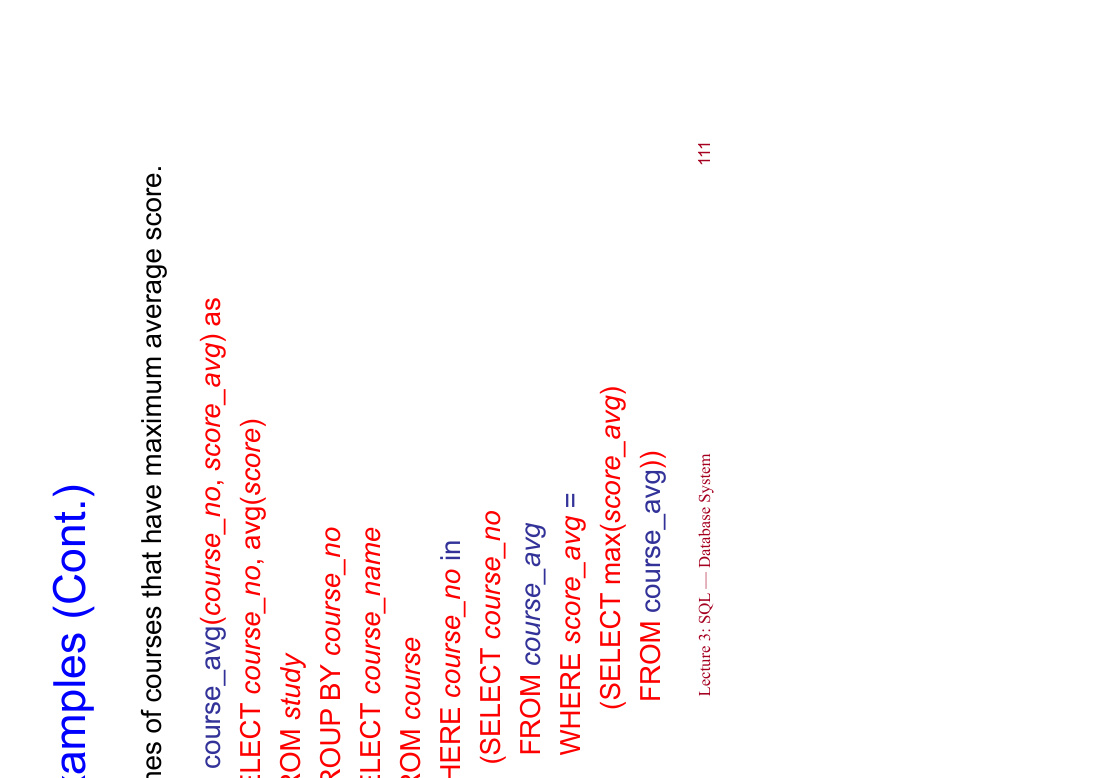 xamples (Cont.)
nes of courses that have maximum average score.
course_avg(course_no, score_avg) as
ELECT course_no, avg(score)
ROM study
ROUP BY course_no
ELECT course_name
ROM course
HERE course_no in
(SELECT course_no
FROM course_avg
WHERE score_avg =
(SELECT max(score_avg)
FROM course_avg))
Lecture 3: SQL — Database System
111